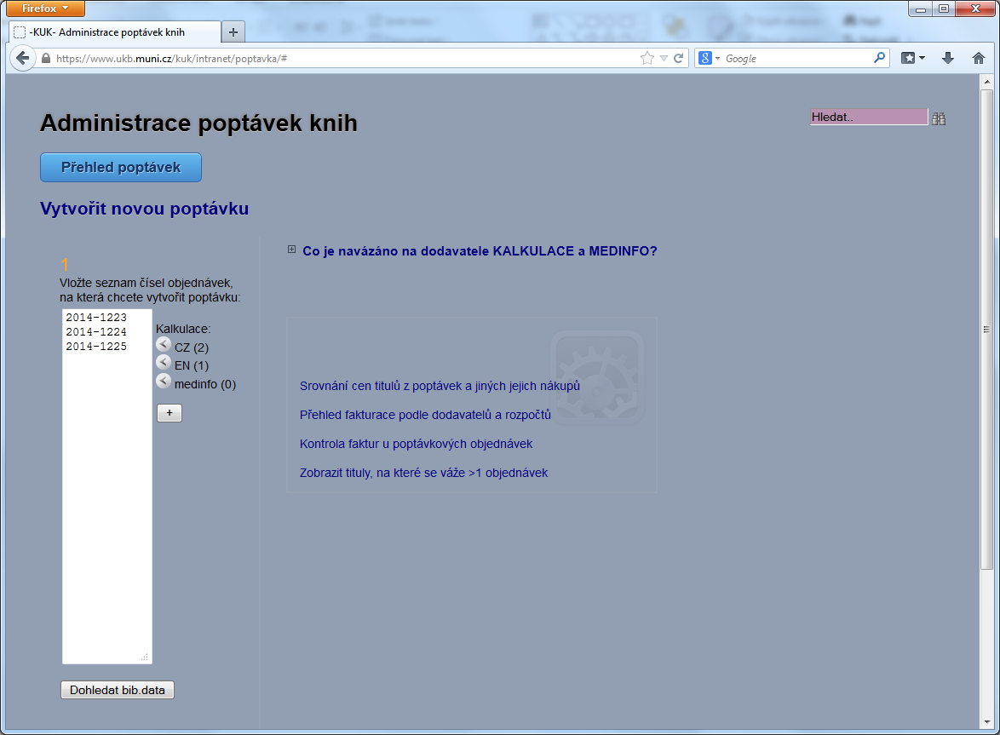 Firefox
-KUK- Administrace poptávek knih
https://www.ukb.muni.cz/kuk/intranet/poptavka/#
Google
Administrace poptávek knih
Hledat..
Přehled poptávek
Vytvořit novou poptávku
Co je navázáno na dodavatele KALKULACE a MEDINFO?
1
Vložte seznam čísel objednávek,
na která chcete vytvořit poptávku:
2014-1223
2014-1224
2014-1225
Kalkulace:
CZ (2)
EN (1)
medinfo (0)
+
Srovnání cen titulů z poptávek a jiných jejich nákupů
Přehled fakturace podle dodavatelů a rozpočtů
Kontrola faktur u poptávkových objednávek
Zobrazit tituly, na které se váže >1 objednávek
Dohledat bib.data